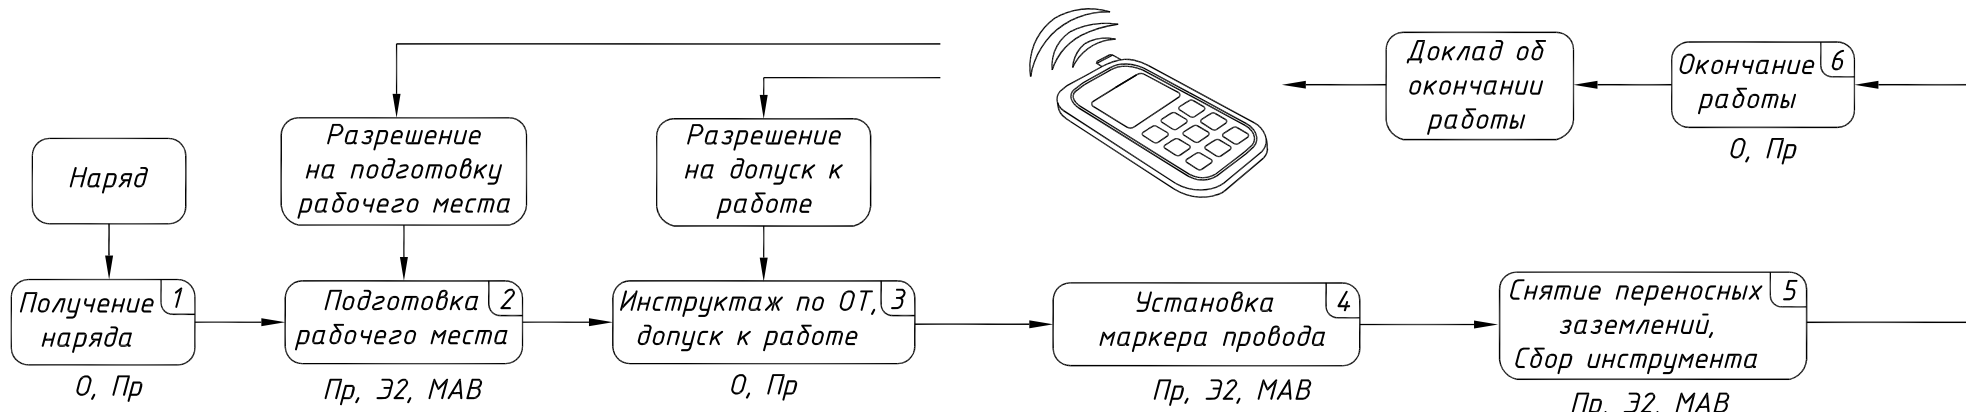 Доклад об
окончании
работы
Окончание 6
работы
О, Пр
Наряд
Разрешение
на подготовку
рабочего места
Разрешение
на допуск к
работе
Получение 1
наряда
О, Пр
Подготовка 2
рабочего места
Пр, Э2, МАВ
Инструктаж по ОТ, 3
допуск к работе
О, Пр
Установка 4
маркера провода
Пр, Э2, МАВ
Снятие переносных 5
заземлений,
Сбор инструмента
Пр, Э2, МАВ